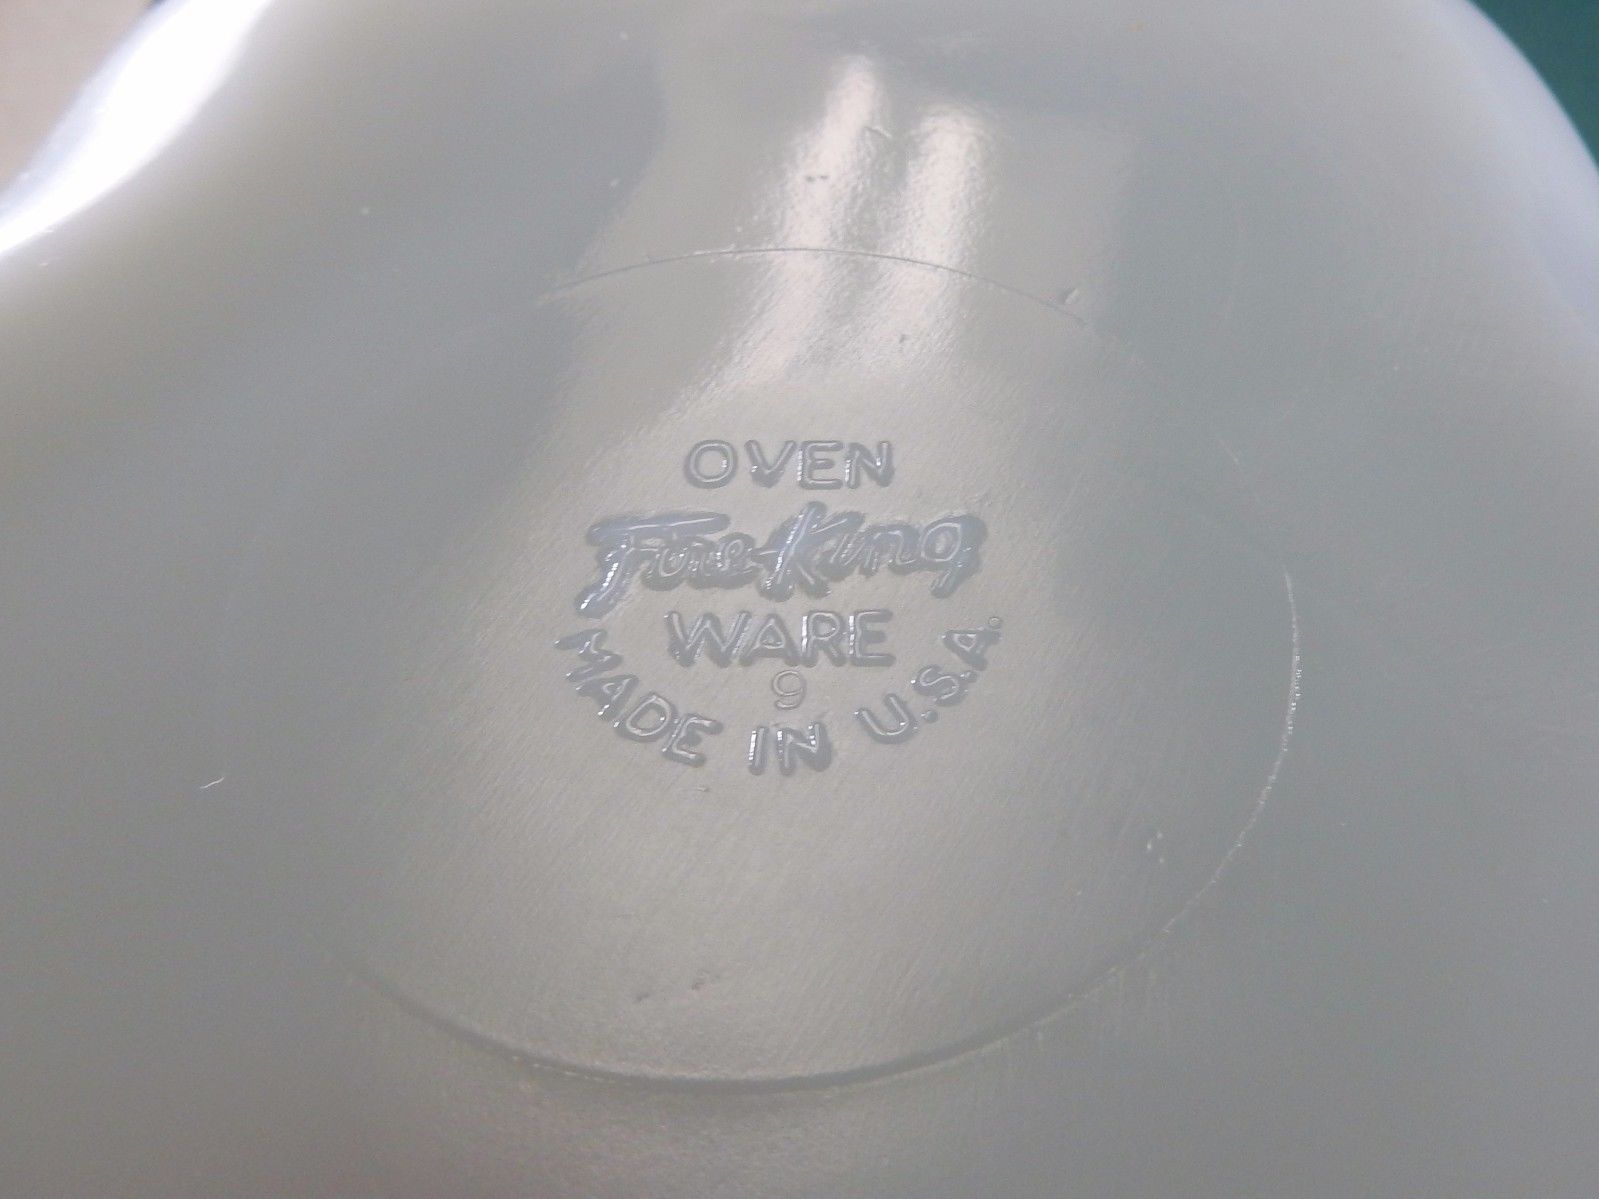 OVEN
Fire-King
WARE
9
MADE IN U.S.A.